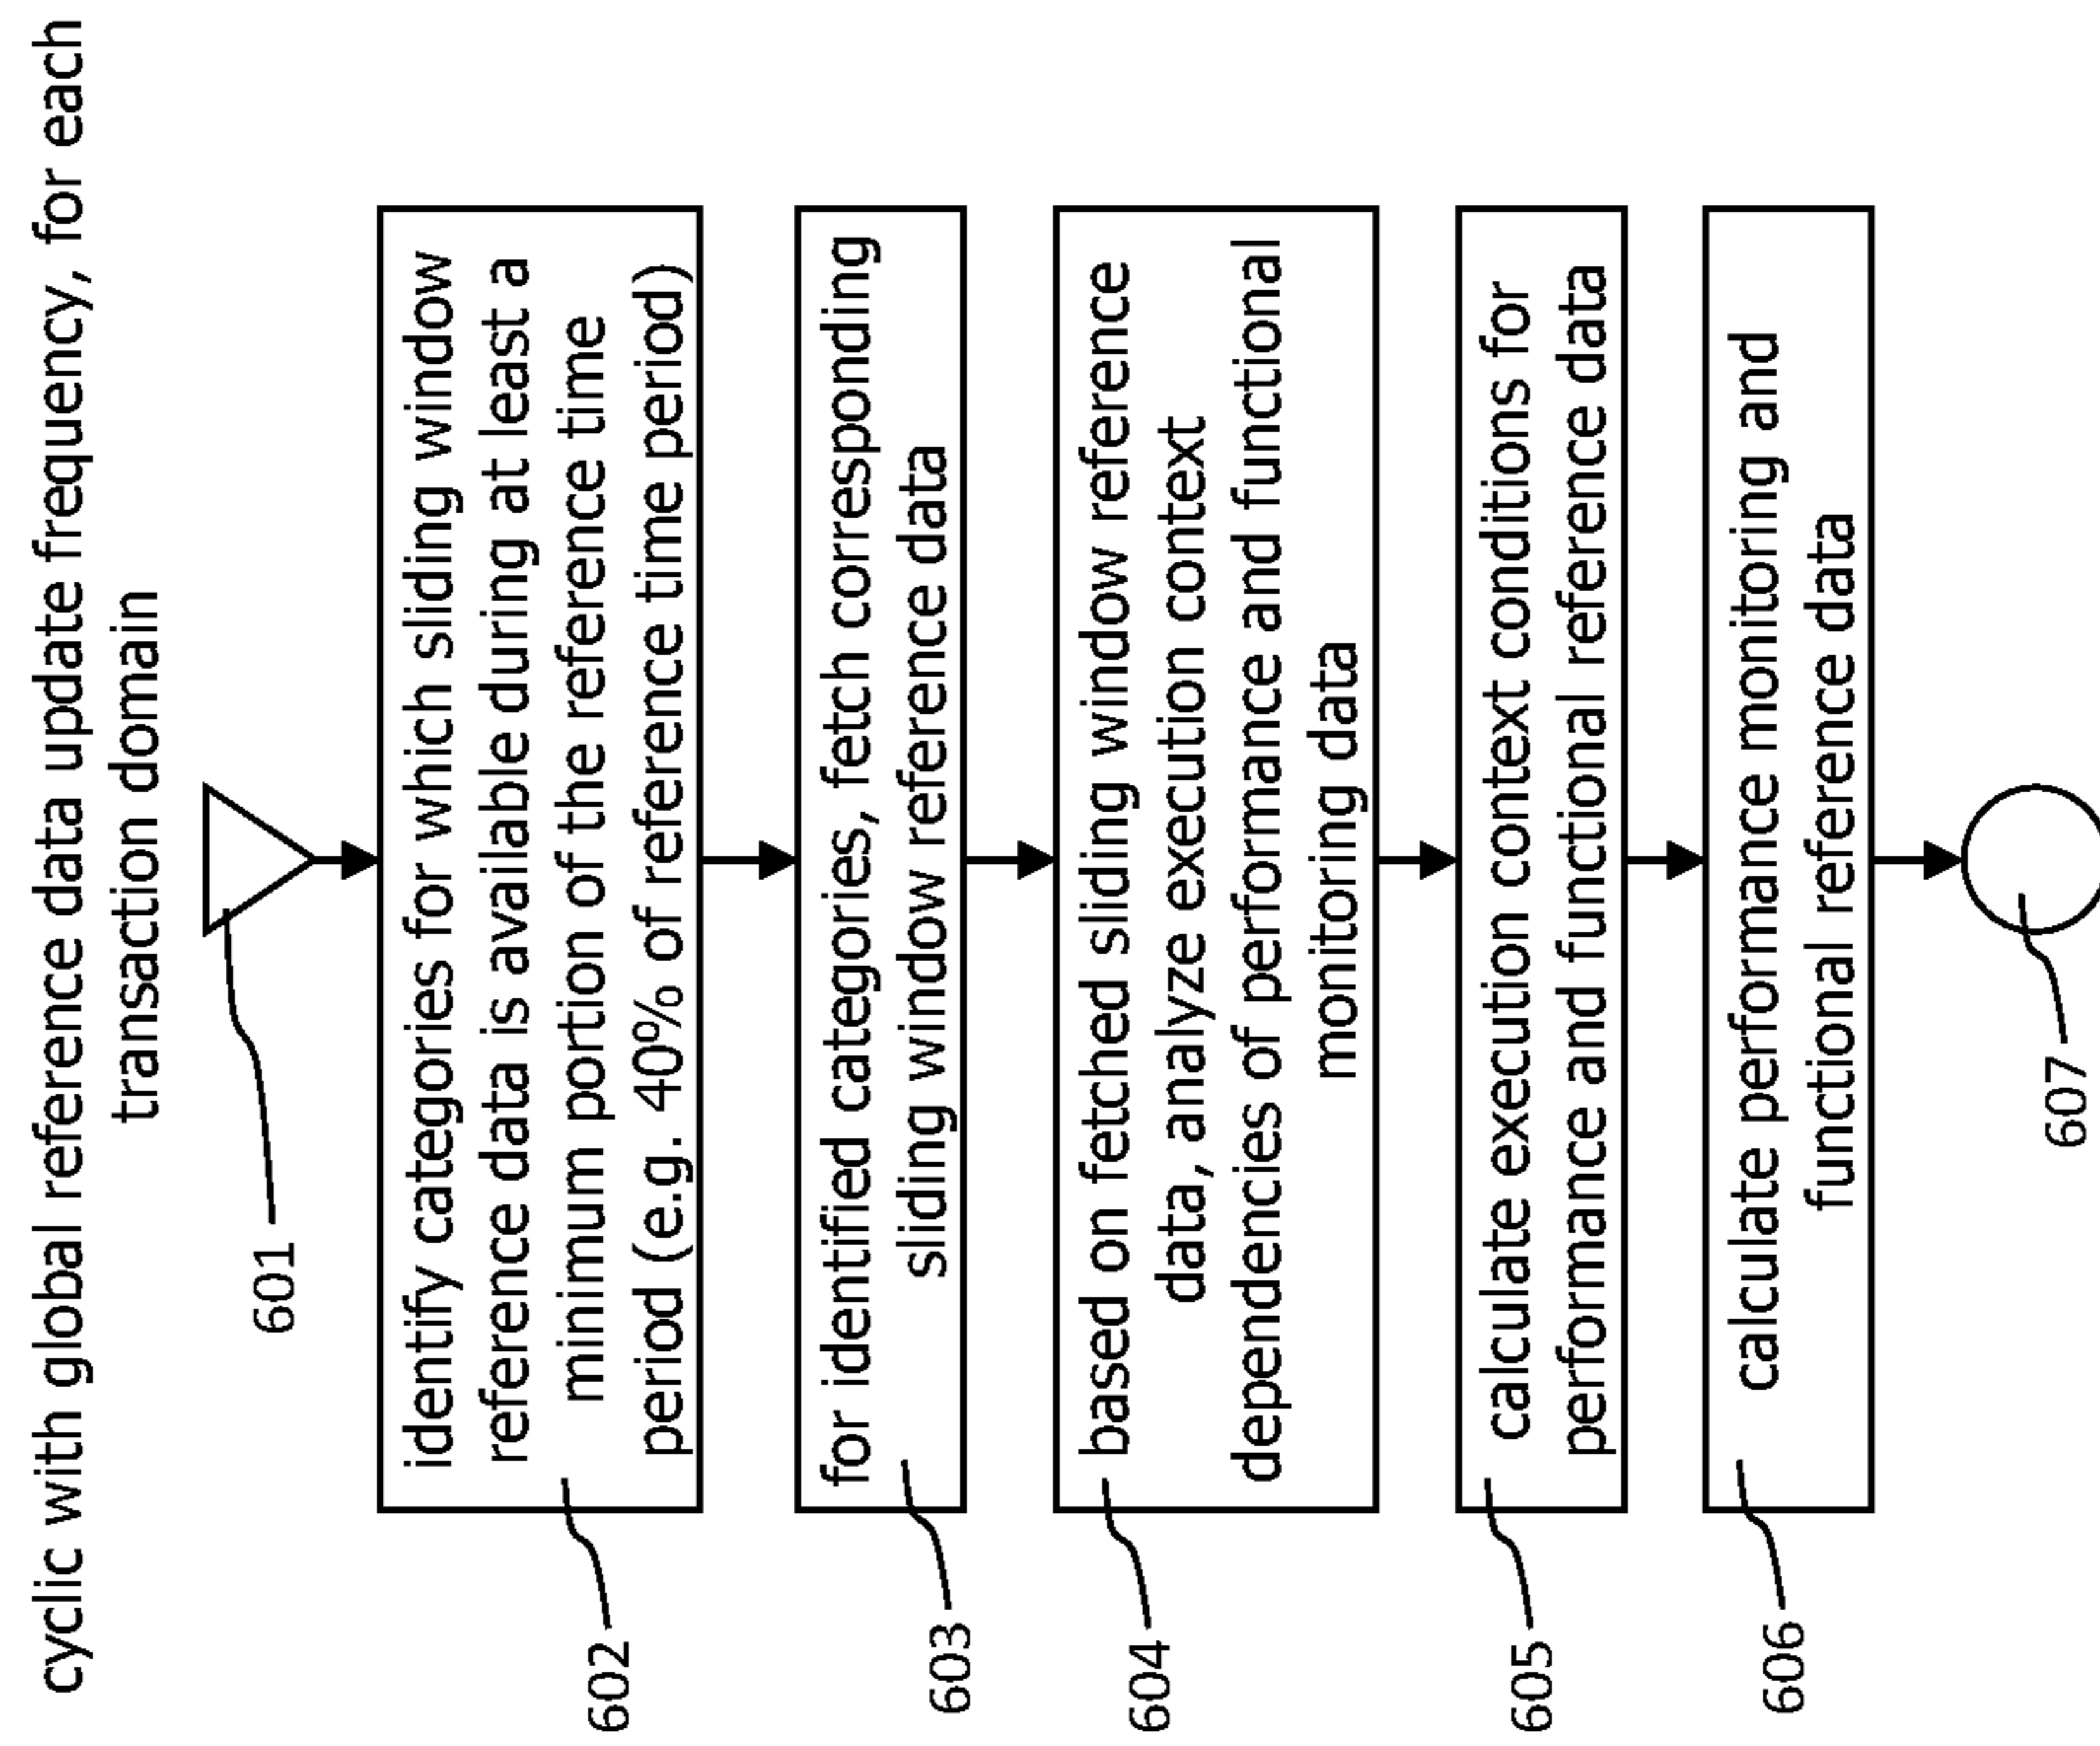 cyclic with global reference data update frequency, for each
transaction domain
601
identify categories for which sliding window
reference data is available during at least a
minimum portion of the reference time
period (e.g. 40% of reference time period)
602
for identified categories, fetch corresponding
sliding window reference data
603
based on fetched sliding window reference
data, analyze execution context
dependencies of performance and functional
monitoring data
604
calculate execution context conditions for
performance and functional reference data
605
calculate performance monitoring and
functional reference data
606
607